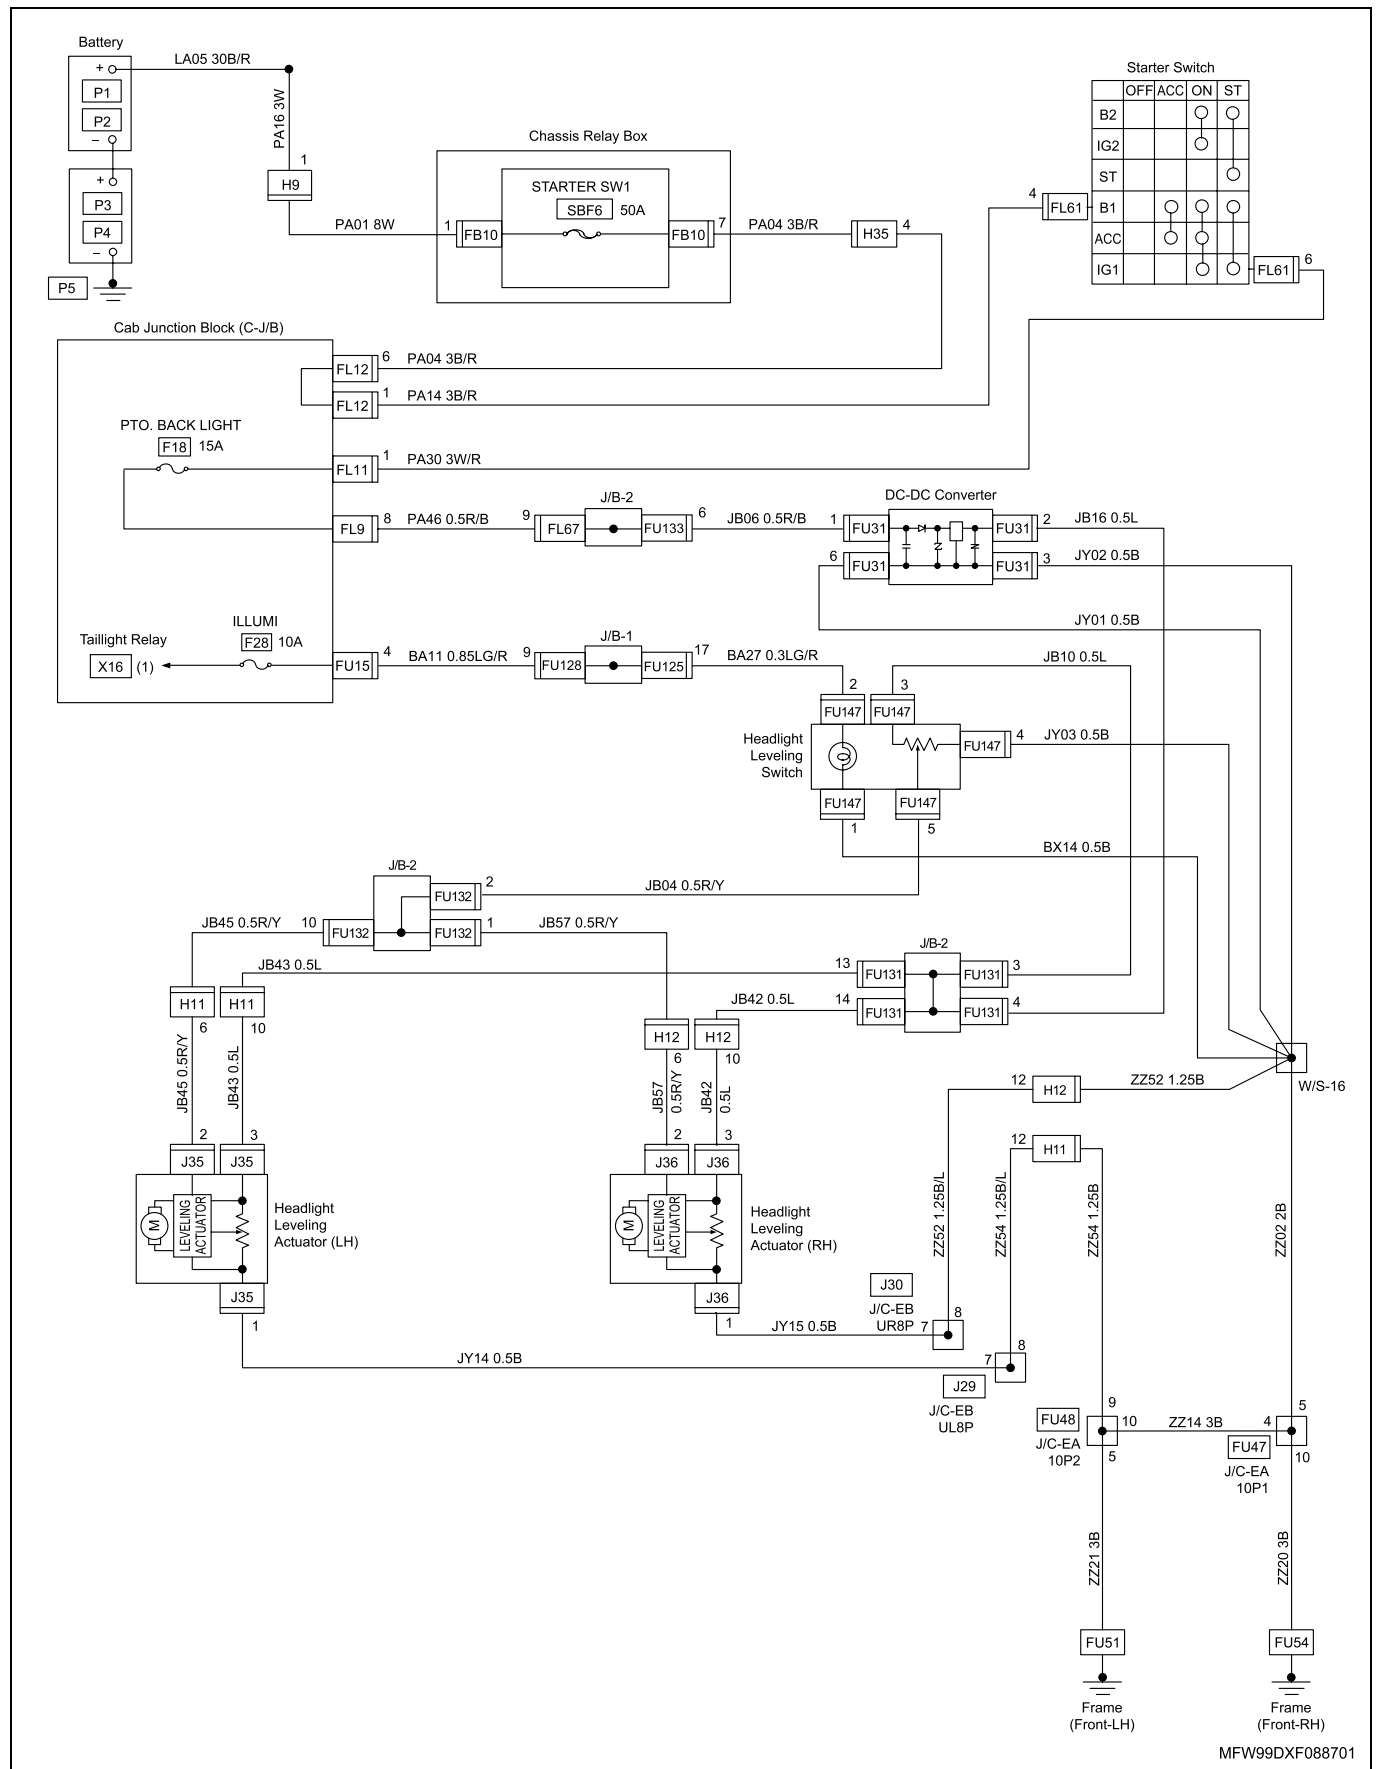 Battery
LA05 30B/R
+
P1
P2
–
+
P3
P4
–
P5
PA16 3W
1
H9
PA01 8W
Chassis Relay Box
STARTER SW1
SBF6 50A
1 FB10
FB10 7
PA04 3B/R
H35 4
Starter Switch
OFF ACC ON ST
B2
IG2
ST
4 FL61 B1
ACC
IG1
FL61 6
Cab Junction Block (C-J/B)
FL12 6 PA04 3B/R
FL12 1 PA14 3B/R
PTO. BACK LIGHT
F18 15A
FL11 1 PA30 3W/R
FL9 8 PA46 0.5R/B
J/B-2
9 FL67 FU133 6
JB06 0.5R/B
DC-DC Converter
1 FU31 FU31 2 JB16 0.5L
6 FU31 FU31 3 JY02 0.5B
JY01 0.5B
ILLUMI
F28 10A
Taillight Relay
X16 (1)
FU15 4 BA11 0.85LG/R
J/B-1
9 FU128 FU125 17
BA27 0.3LG/R
JB10 0.5L
2 3
FU147 FU147
Headlight
Leveling
Switch
FU147 4 JY03 0.5B
FU147 FU147
1 5
BX14 0.5B
J/B-2
FU132 2
JB04 0.5R/Y
JB45 0.5R/Y 10 FU132 FU132 1 JB57 0.5R/Y
J/B-2
JB43 0.5L
13 FU131 FU131 3
JB42 0.5L
14 FU131 FU131 4
H11 H11
6 10
H12 H12
6 10
JB45 0.5R/Y
JB43 0.5L
JB57
0.5R/Y
JB42
0.5L
W/S-16
12 H12 ZZ52 1.25B
12 H11
2 3
J35 J35
2 3
J36 J36
M
LEVELING
ACTUATOR
Headlight
Leveling
Actuator (LH)
M
LEVELING
ACTUATOR
Headlight
Leveling
Actuator (RH)
J35
1
J36
1
ZZ52 1.25B/L
ZZ54 1.25B/L
ZZ54 1.25B
ZZ02 2B
J30
J/C-EB
UR8P
JY15 0.5B
7 8
JY14 0.5B
7 8
J29
J/C-EB
UL8P
FU48
J/C-EA
10P2
9
10
5
ZZ14 3B
4
5
10
FU47
J/C-EA
10P1
ZZ21 3B
ZZ20 3B
FU51
FU54
Frame
(Front-LH)
Frame
(Front-RH)
MFW99DXF088701